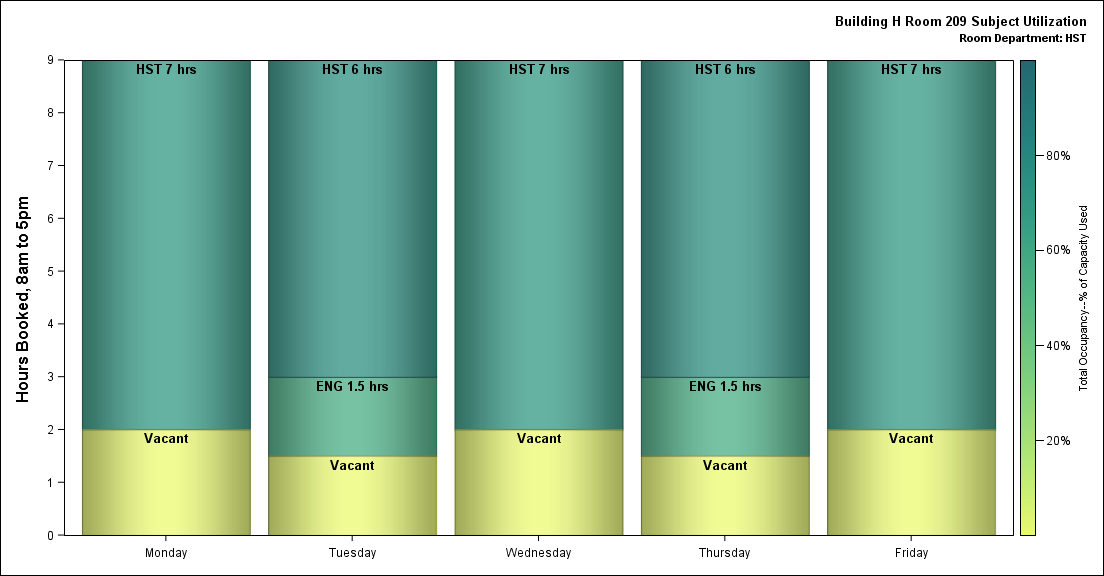 Building H Room 209 Subject Utilization
Room Department: HST
Hours Booked, 8am to 5pm
9
8
7
6
5
4
3
2
1
0
HST 7 hrs
Vacant
HST 6 hrs
ENG 1.5 hrs
Vacant
HST 7 hrs
Vacant
HST 6 hrs
ENG 1.5 hrs
Vacant
HST 7 hrs
Vacant
Monday
Tuesday
Wednesday
Thursday
Friday
80%
60%
40%
20%
Total Occupancy--% of Capacity Used